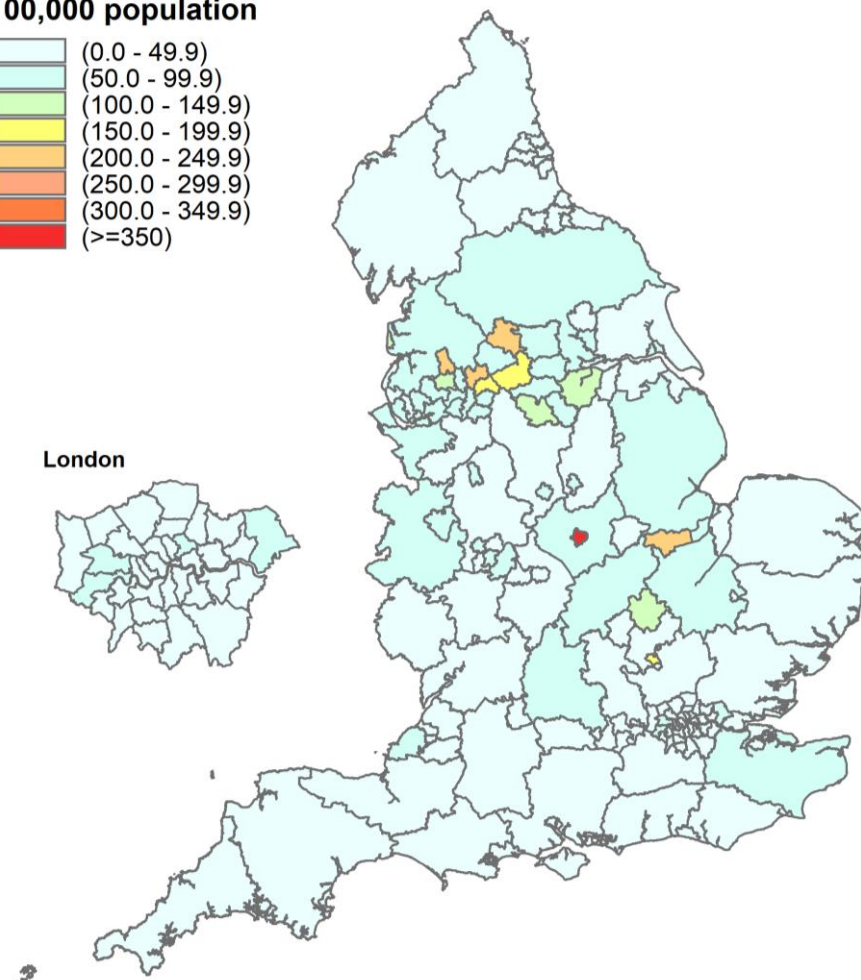 00,000 population
(0.0 - 49.9)
(50.0 - 99.9)
(100.0 - 149.9)
(150.0 - 199.9)
(200.0 - 249.9)
(250.0 - 299.9)
(300.0 - 349.9)
(>=350)
London